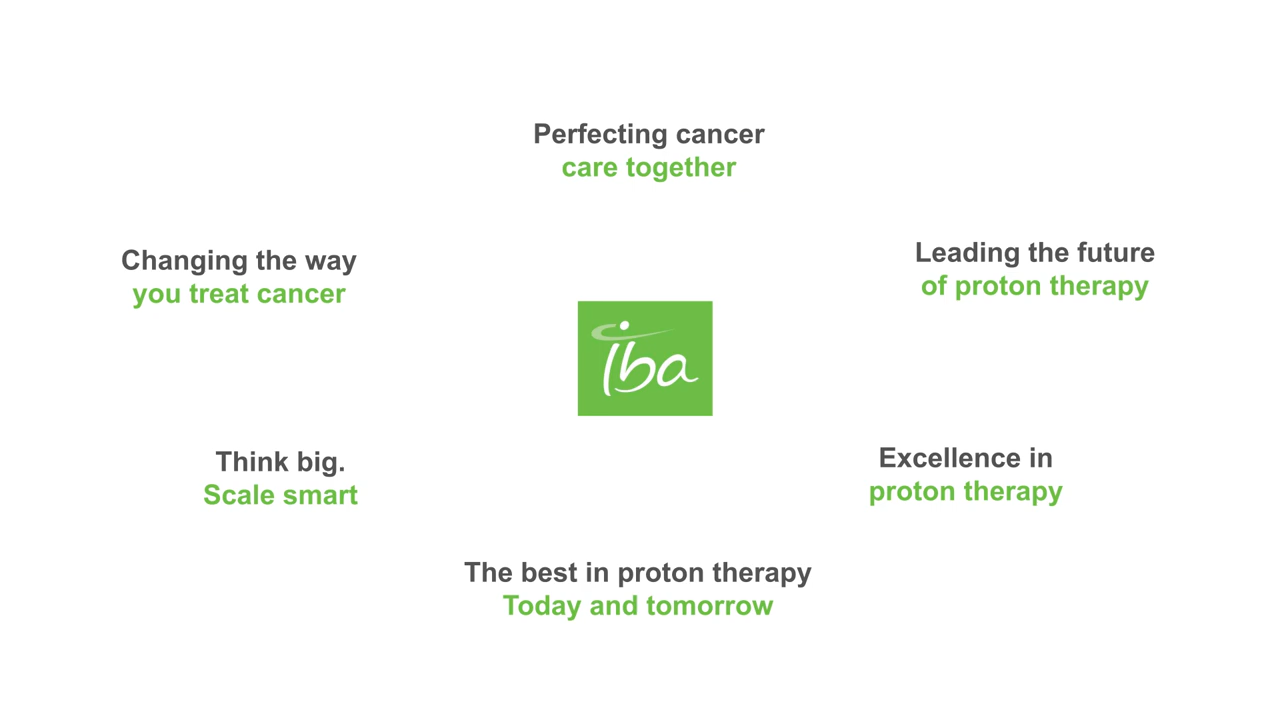 Perfecting cancer
care together
Changing the way
you treat cancer
Leading the future
of proton therapy
iba
Think big.
Scale smart
Excellence in
proton therapy
The best in proton therapy
Today and tomorrow